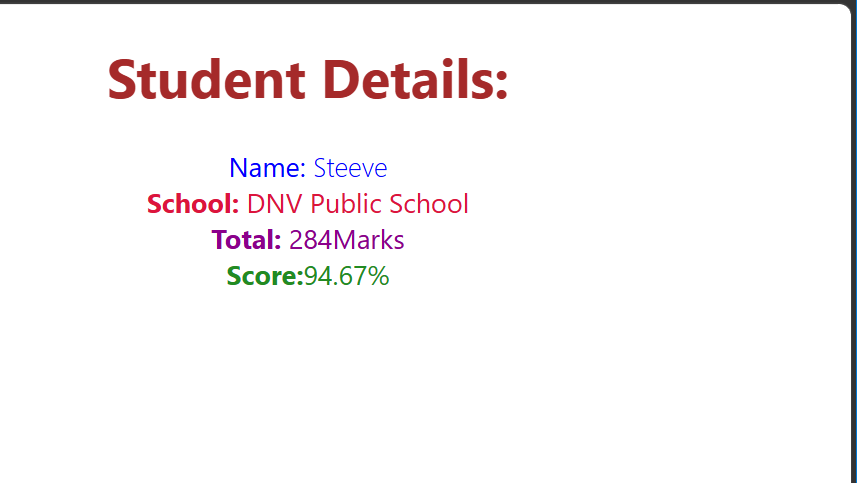 Student Details:
Name: Steeve
School: DNV Public School
Total: 284Marks
Score:94.67%